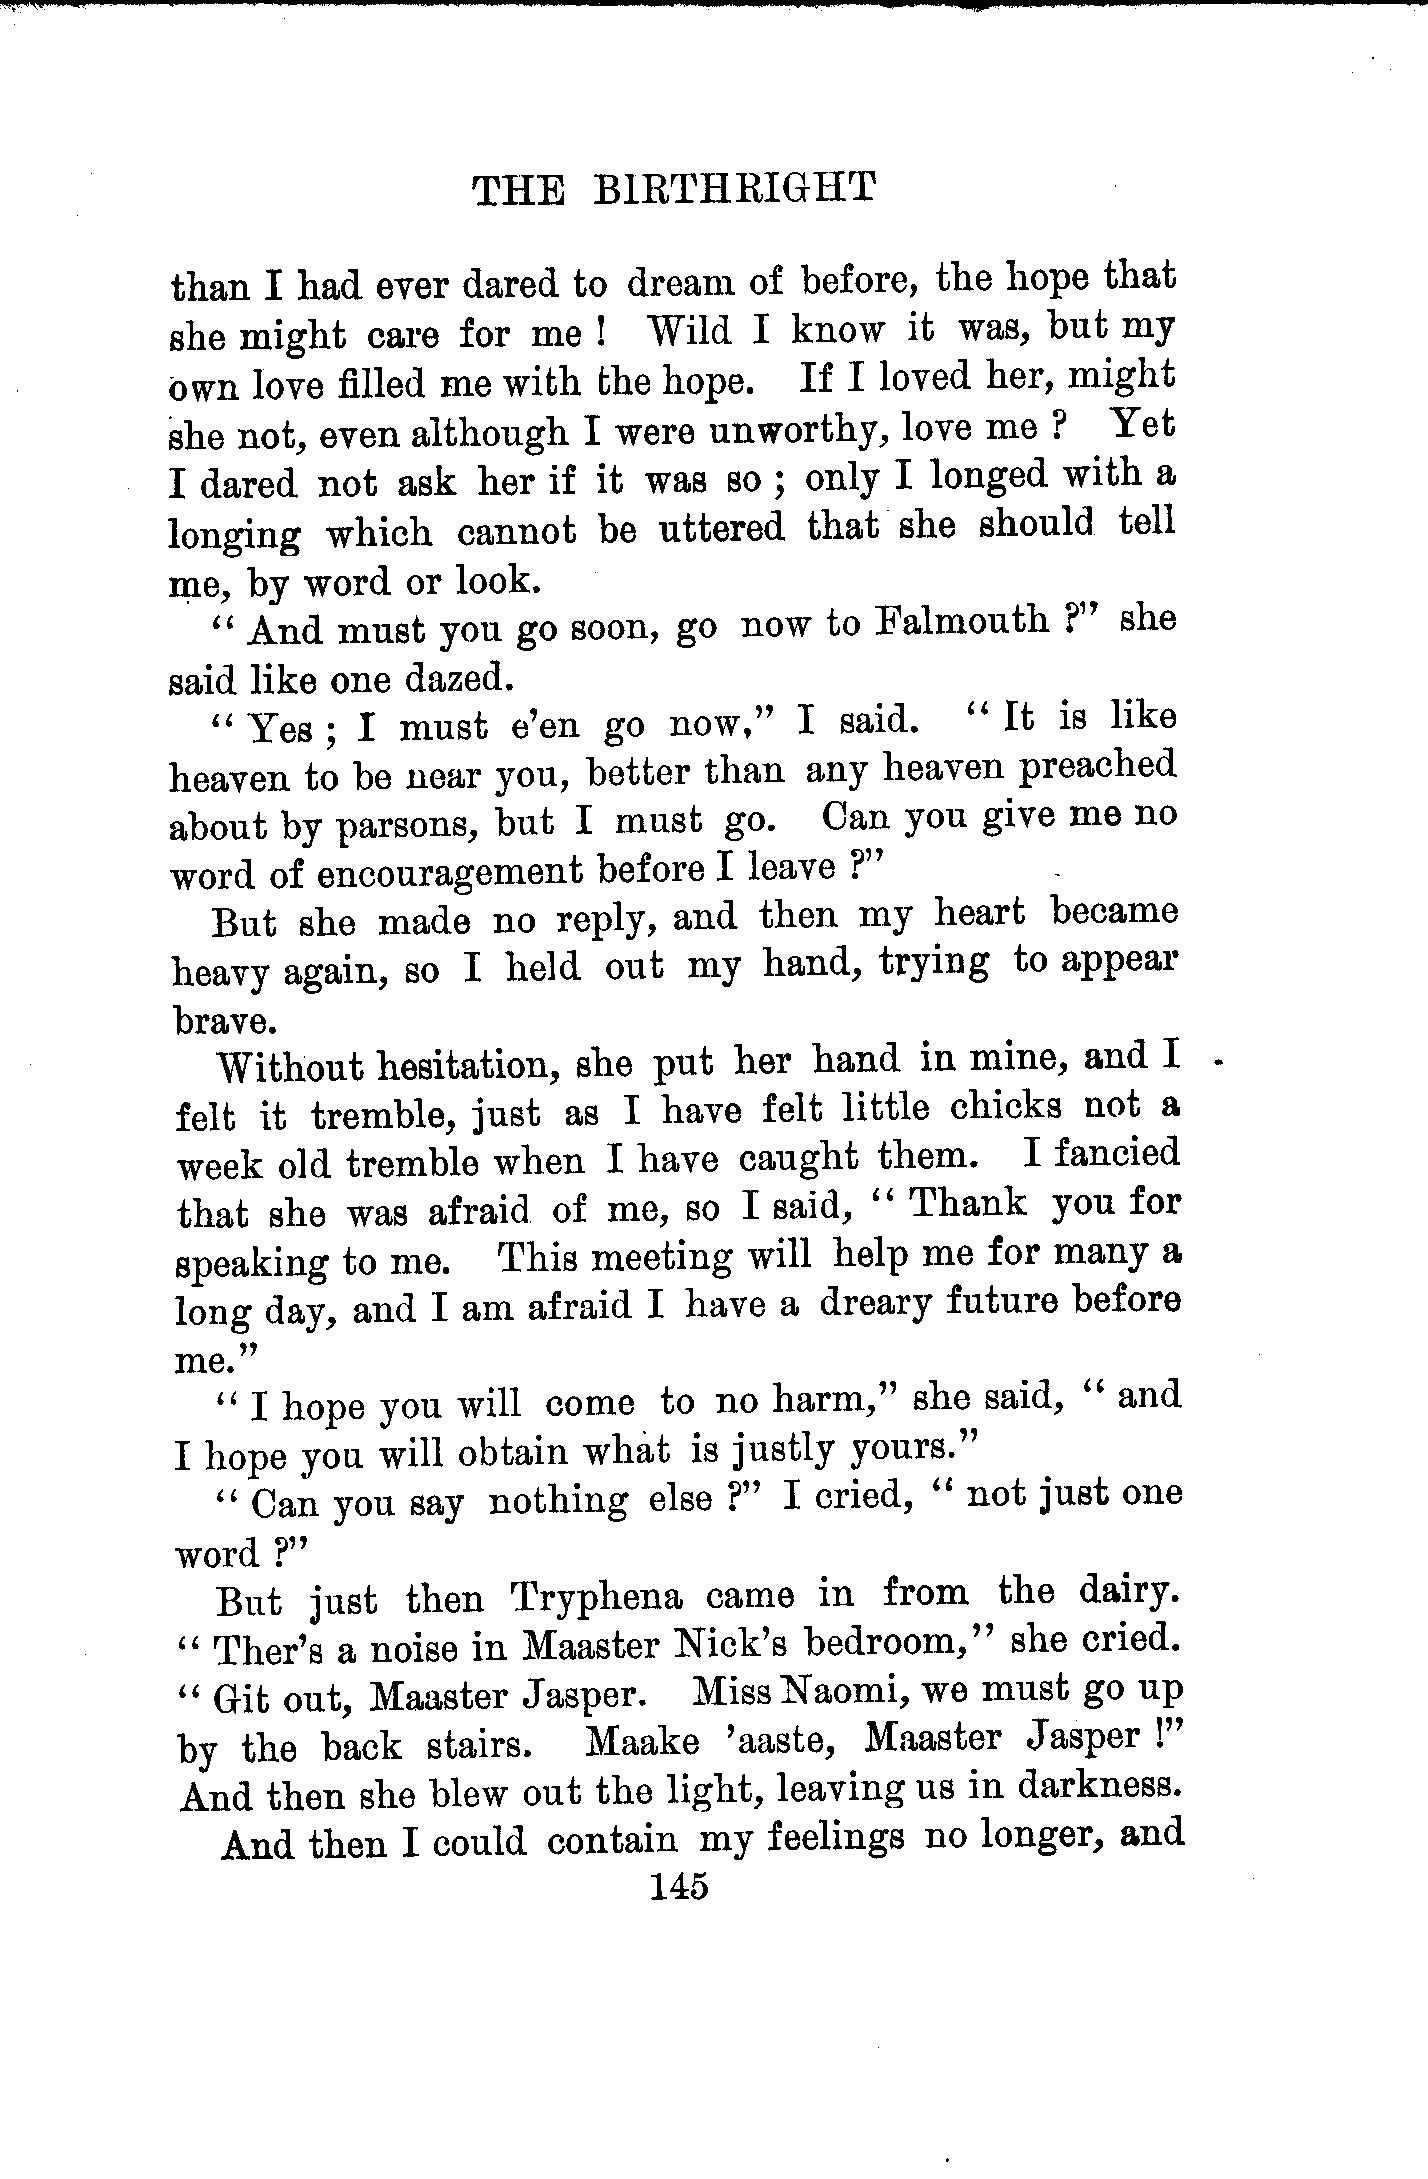 THE BIRTHRIGHT
than I had ever dared to dream of before, the hope that
she might care for me ! Wild I know it was, but my
own love filled me with the hope. If I loved her, might
she not, even although I were unworthy, love me ? Yet
I dared not ask her if it was so ; only I longed with a
longing which cannot be uttered that she should tell
me, by word or look.
“ And must you go soon, go now to Falmouth ?” she
said like one dazed.
“ Yes ; I must e’en go now,” I said. “ It is like
heaven to be near you, better than any heaven preached
about by parsons, but I must go. Can you give me no
word of encouragement before I leave ?”
But she made no reply, and then my heart became
heavy again, so I held out my hand, trying to appear
brave.
Without hesitation, she put her hand in mine, and I
felt it tremble, just as I have felt little chicks not a
week old tremble when I have caught them. I fancied
that she was afraid of me, so I said, “ Thank you for
speaking to me. This meeting will help me for many a
long day, and I am afraid I have a dreary future before
me.”
“ I hope you will come to no harm,” she said, “ and
I hope you will obtain what is justly yours.”
“ Can you say nothing else ?” I cried, “ not just one
word ?”
But just then Tryphena came in from the dairy.
“ Ther’s a noise in Maaster Nick’s bedroom,” she cried.
“ Git out, Maaster Jasper. Miss Naomi, we must go up
by the back stairs. Maake ’aaste, Maaster Jasper !”
And then she blew out the light, leaving us in darkness.
And then I could contain my feelings no longer, and
145